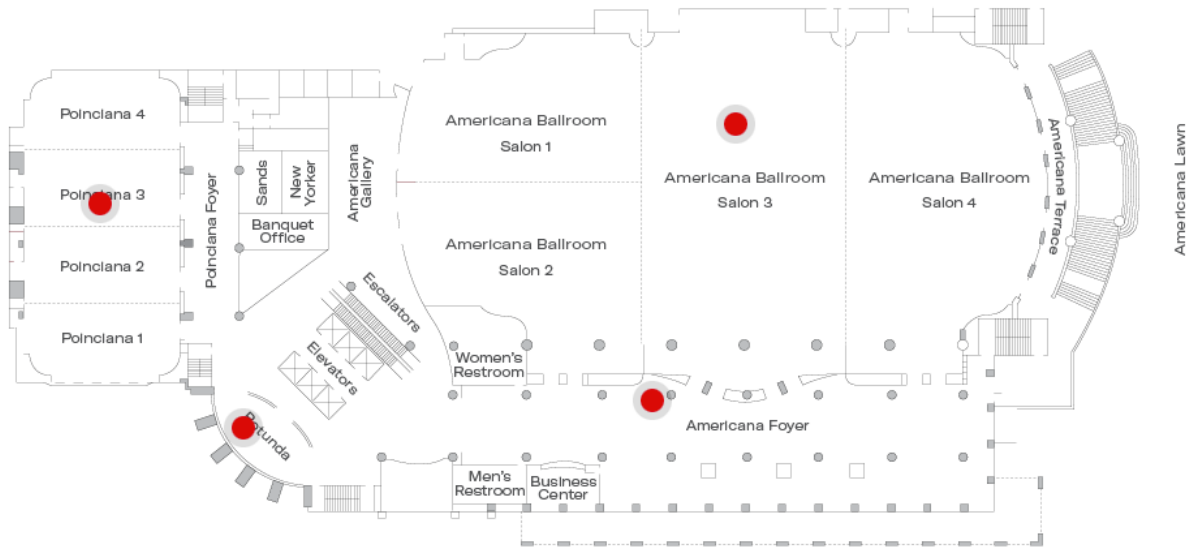 Poinciana 4
Poinciana 3
Poinciana 2
Poinciana 1
Poinciana Foyer
Sands
New
Yorker
Banquet
Office
Americana
Gallery
Escalators
Elevators
Rotunda
Americana Ballroom
Salon 1
Americana Ballroom
Salon 2
Americana Ballroom
Salon 3
Americana Ballroom
Salon 4
Americana Terrace
Americana Lawn
Women's
Restroom
Americana Foyer
Men's
Restroom
Business
Center